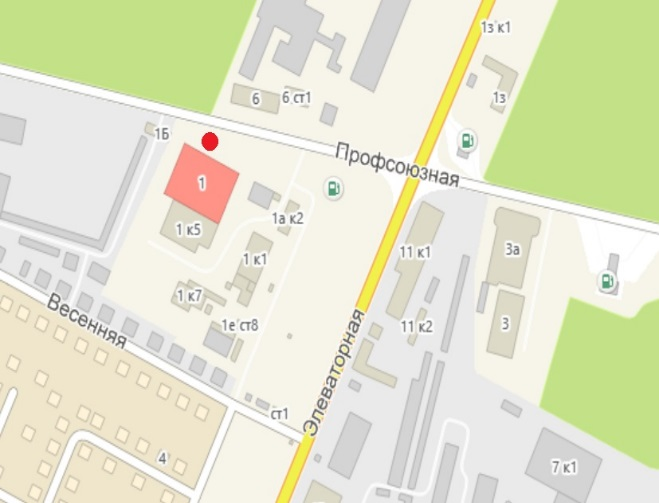 1з к1
6
6 ст1
1з
1Б
Профсоюзная
1
1а к2
1 к5
11 к1
3а
1 к1
1 к7
Весенняя
1е ст8
11 к2
3
Элеваторная
ст1
4
7 к1